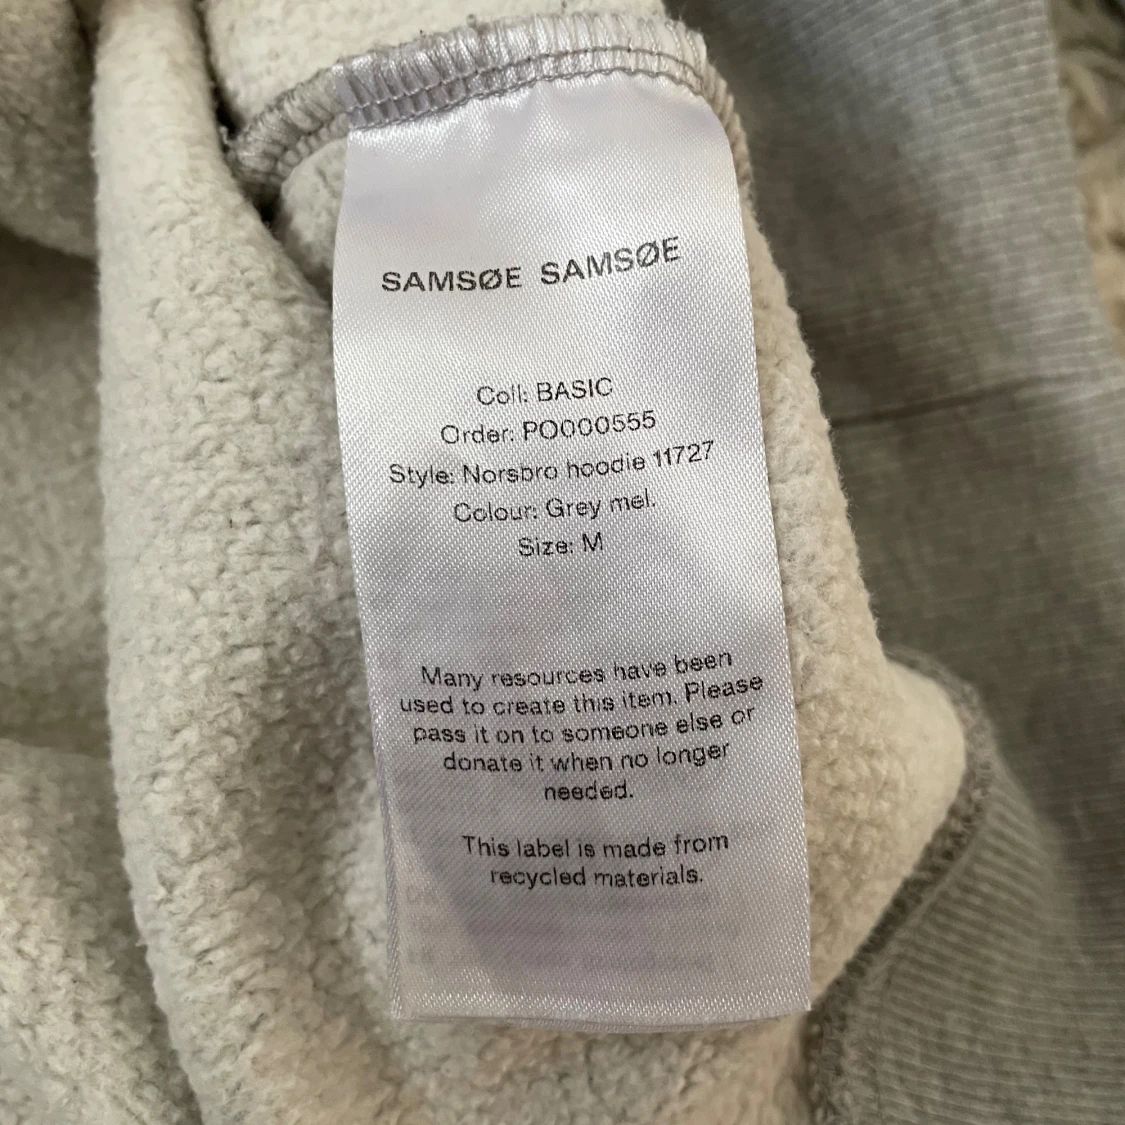 SAMSØE SAMSØE
Coll: BASIC
Order: PO000555
Style: Norsbro hoodie 11727
Colour: Grey mel.
Size: M
Many resources have been
used to create this item. Please
pass it on to someone else or
donate it when no longer
needed.
This label is made from
recycled materials.